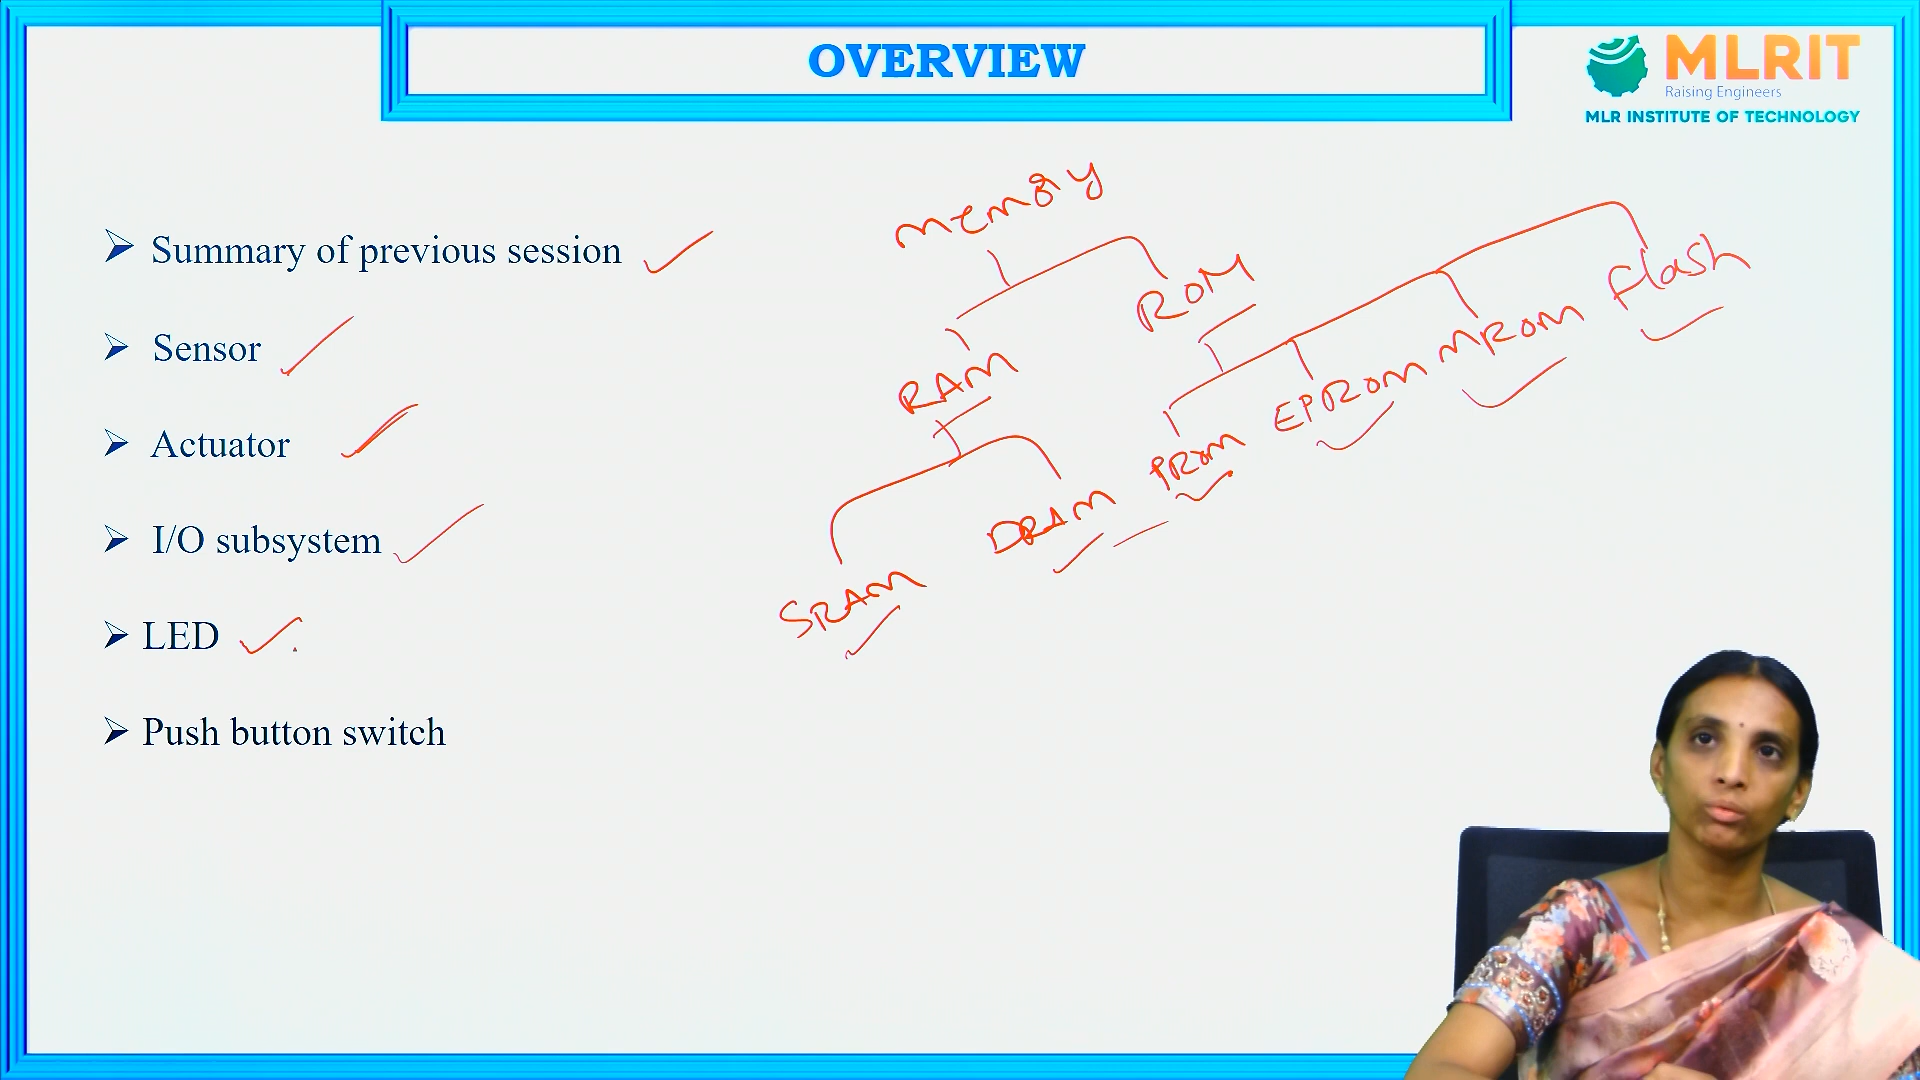 OVERVIEW
MLRIT
Raising Engineers
MLR INSTITUTE OF TECHNOLOGY
Summary of previous session
Sensor
Actuator
I/O subsystem
LED
Push button switch
Memory
RAM
ROM
SRAM
DRAM
PROM
EPROM
MROM
flash